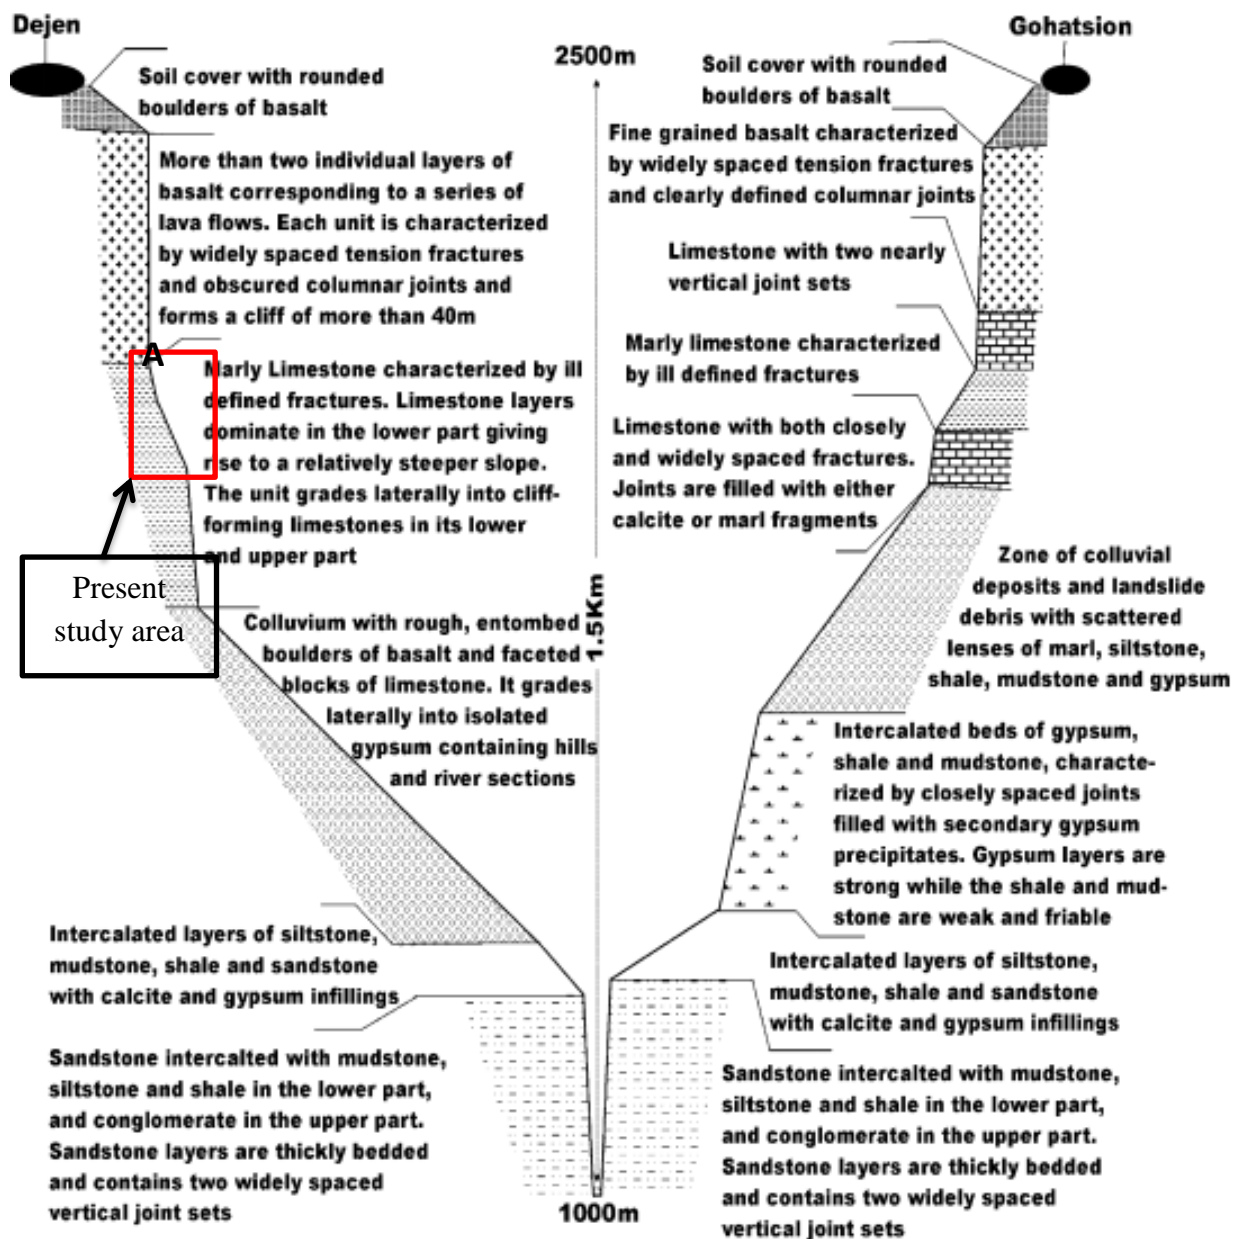 Dejen
Soil cover with rounded
boulders of basalt
More than two individual layers of
basalt corresponding to a series of
lava flows. Each unit is characterized
by widely spaced tension fractures
and obscured columnar joints and
forms a cliff of more than 40m
A
Marly Limestone characterized by ill
defined fractures. Limestone layers
dominate in the lower part giving
rise to a relatively steeper slope.
The unit grades laterally into cliff-
forming limestones in its lower
and upper part
Present
study area
Colluvium with rough, entombed
boulders of basalt and faceted
blocks of limestone. It grades
laterally into isolated
gypsum containing hills
and river sections
Intercalated layers of siltstone,
mudstone, shale and sandstone
with calcite and gypsum infillings
Sandstone intercalted with mudstone,
siltstone and shale in the lower part,
and conglomerate in the upper part.
Sandstone layers are thickly bedded
and contains two widely spaced
vertical joint sets
2500m
1.5Km
1000m
Gohatsion
Soil cover with rounded
boulders of basalt
Fine grained basalt characterized
by widely spaced tension fractures
and clearly defined columnar joints
Limestone with two nearly
vertical joint sets
Marly limestone characterized
by ill defined fractures
Limestone with both closely
and widely spaced fractures.
Joints are filled with either
calcite or marl fragments
Zone of colluvial
deposits and landslide
debris with scattered
lenses of marl, siltstone,
shale, mudstone and gypsum
Intercalated beds of gypsum,
shale and mudstone, characte-
rized by closely spaced joints
filled with secondary gypsum
precipitates. Gypsum layers are
strong while the shale and mud-
stone are weak and friable
Intercalated layers of siltstone,
mudstone, shale and sandstone
with calcite and gypsum infillings
Sandstone intercalted with mudstone,
siltstone and shale in the lower part,
and conglomerate in the upper part.
Sandstone layers are thickly bedded
and contains two widely spaced
vertical joint sets